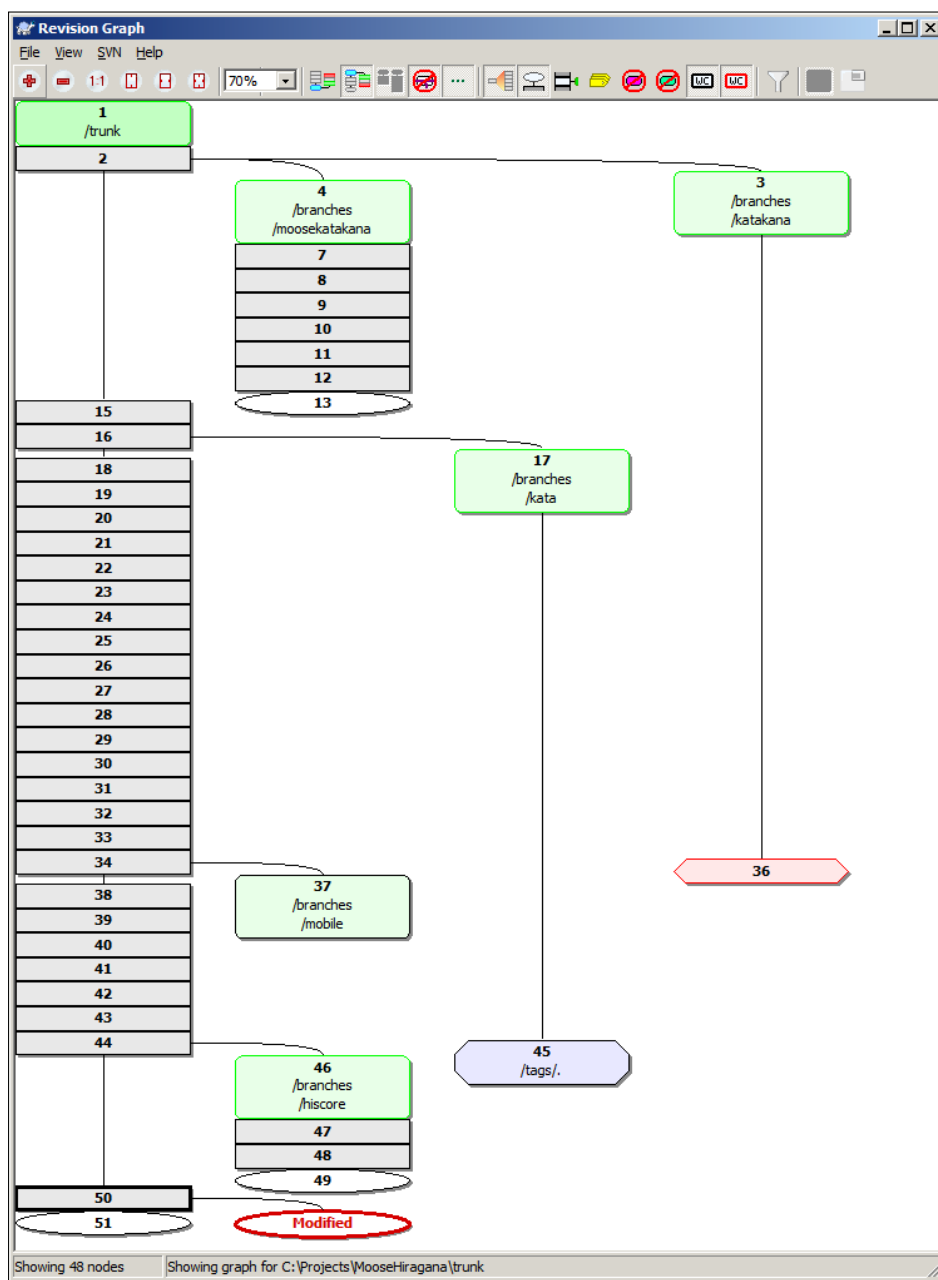 Revision Graph
File View SVN Help
1:1 70% ... WC WC
1
/trunk
2
4
/branches
/moosekatakana
3
/branches
/katakana
7
8
9
10
11
12
13
15
16
17
/branches
/kata
18
19
20
21
22
23
24
25
26
27
28
29
30
31
32
33
34
36
37
/branches
/mobile
38
39
40
41
42
43
44
45
/tags/.
46
/branches
/hiscore
47
48
49
50
51
Modified
Showing 48 nodes
Showing graph for C:\Projects\MooseHiragana\trunk